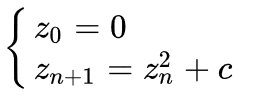 z₀ = 0
zₙ₊₁ = zₙ² + c